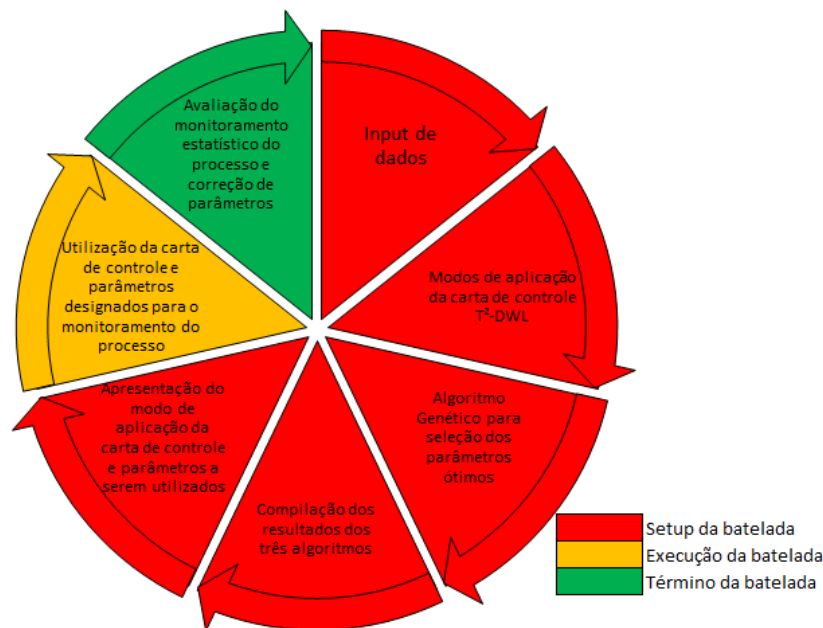 Input de
dados
Modos de aplicação
da carta de controle
T²-DWL
Algoritmo
Genético para
seleção dos
parâmetros
ótimos
Compilação dos
resultados dos
três algoritmos
Apresentação do
modo de
aplicação da
carta de controle
e parâmetros a
serem utilizados
Utilização da carta
de controle e
parâmetros
designados para o
monitoramento do
processo
Avaliação do
monitoramento
estatístico do
processo e
correção de
parâmetros
Setup da batelada
Execução da batelada
Término da batelada